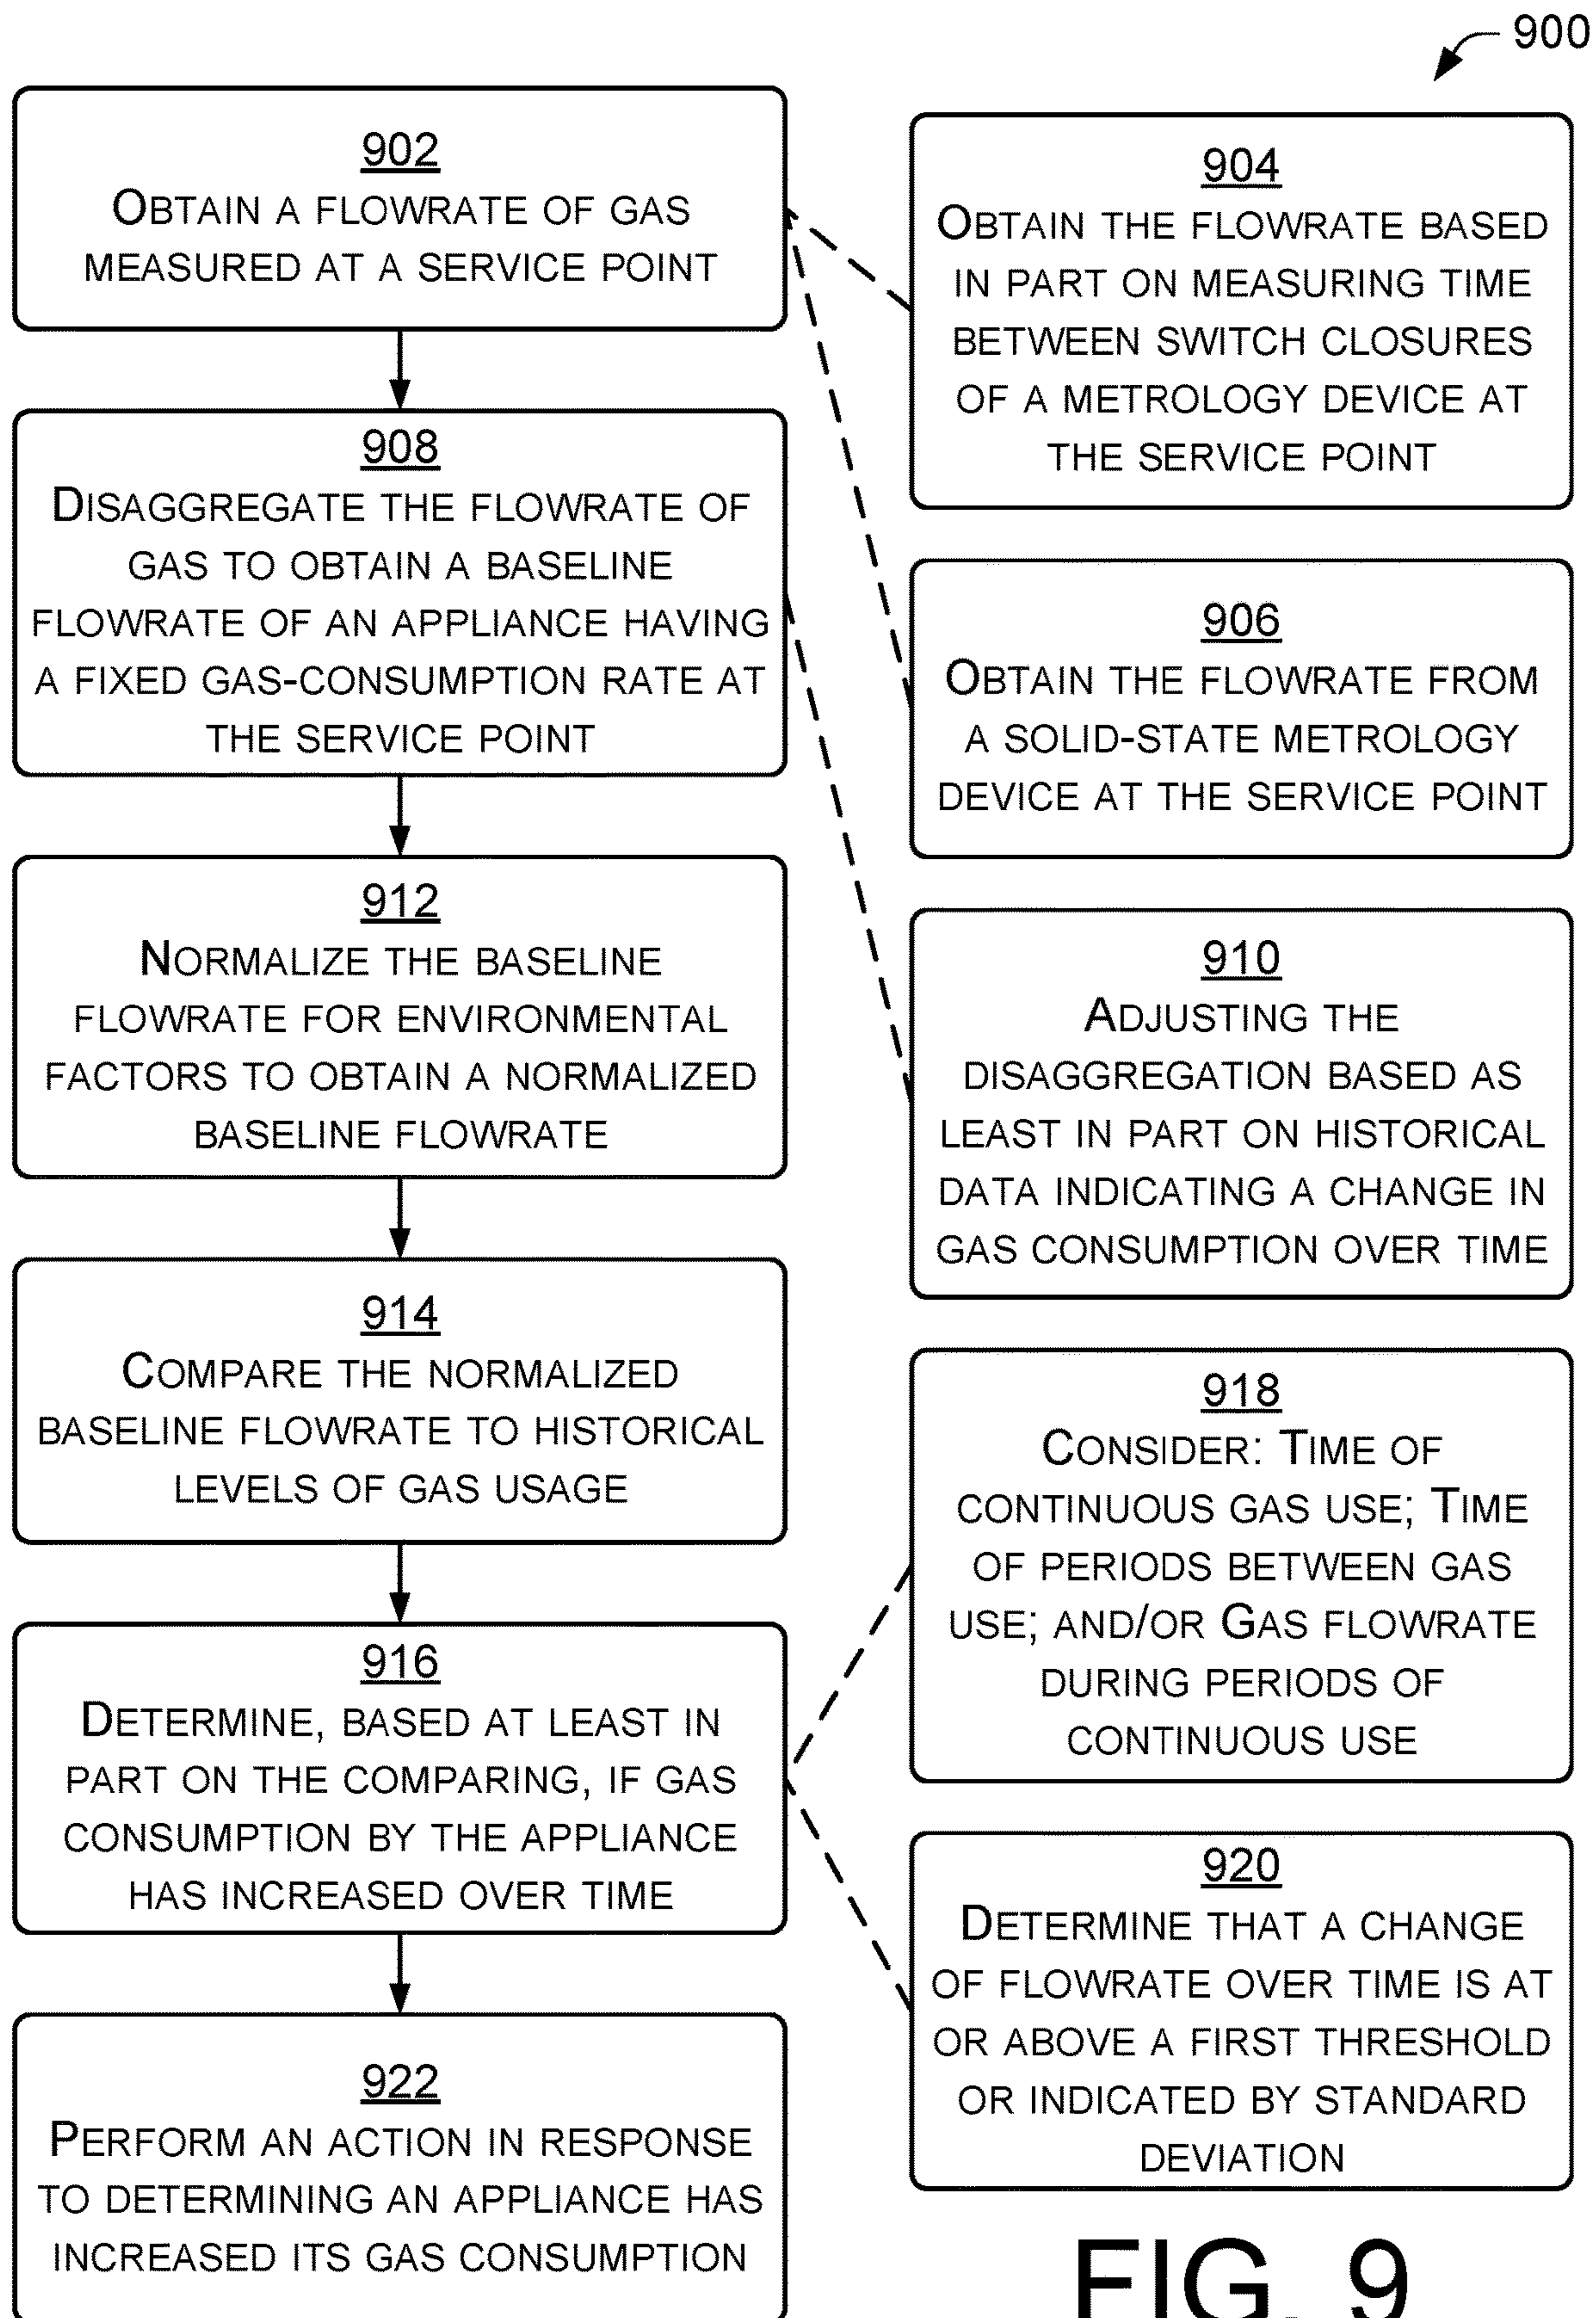 900
902
OBTAIN A FLOWRATE OF GAS
MEASURED AT A SERVICE POINT
904
OBTAIN THE FLOWRATE BASED
IN PART ON MEASURING TIME
BETWEEN SWITCH CLOSURES
OF A METROLOGY DEVICE AT
THE SERVICE POINT
906
OBTAIN THE FLOWRATE FROM
A SOLID-STATE METROLOGY
DEVICE AT THE SERVICE POINT
908
DISAGGREGATE THE FLOWRATE OF
GAS TO OBTAIN A BASELINE
FLOWRATE OF AN APPLIANCE HAVING
A FIXED GAS-CONSUMPTION RATE AT
THE SERVICE POINT
910
ADJUSTING THE
DISAGGREGATION BASED AS
LEAST IN PART ON HISTORICAL
DATA INDICATING A CHANGE IN
GAS CONSUMPTION OVER TIME
912
NORMALIZE THE BASELINE
FLOWRATE FOR ENVIRONMENTAL
FACTORS TO OBTAIN A NORMALIZED
BASELINE FLOWRATE
914
COMPARE THE NORMALIZED
BASELINE FLOWRATE TO HISTORICAL
LEVELS OF GAS USAGE
916
DETERMINE, BASED AT LEAST IN
PART ON THE COMPARING, IF GAS
CONSUMPTION BY THE APPLIANCE
HAS INCREASED OVER TIME
918
CONSIDER: TIME OF
CONTINUOUS GAS USE; TIME
OF PERIODS BETWEEN GAS
USE; AND/OR GAS FLOWRATE
DURING PERIODS OF
CONTINUOUS USE
920
DETERMINE THAT A CHANGE
OF FLOWRATE OVER TIME IS AT
OR ABOVE A FIRST THRESHOLD
OR INDICATED BY STANDARD
DEVIATION
922
PERFORM AN ACTION IN RESPONSE
TO DETERMINING AN APPLIANCE HAS
INCREASED ITS GAS CONSUMPTION
FIG. 9